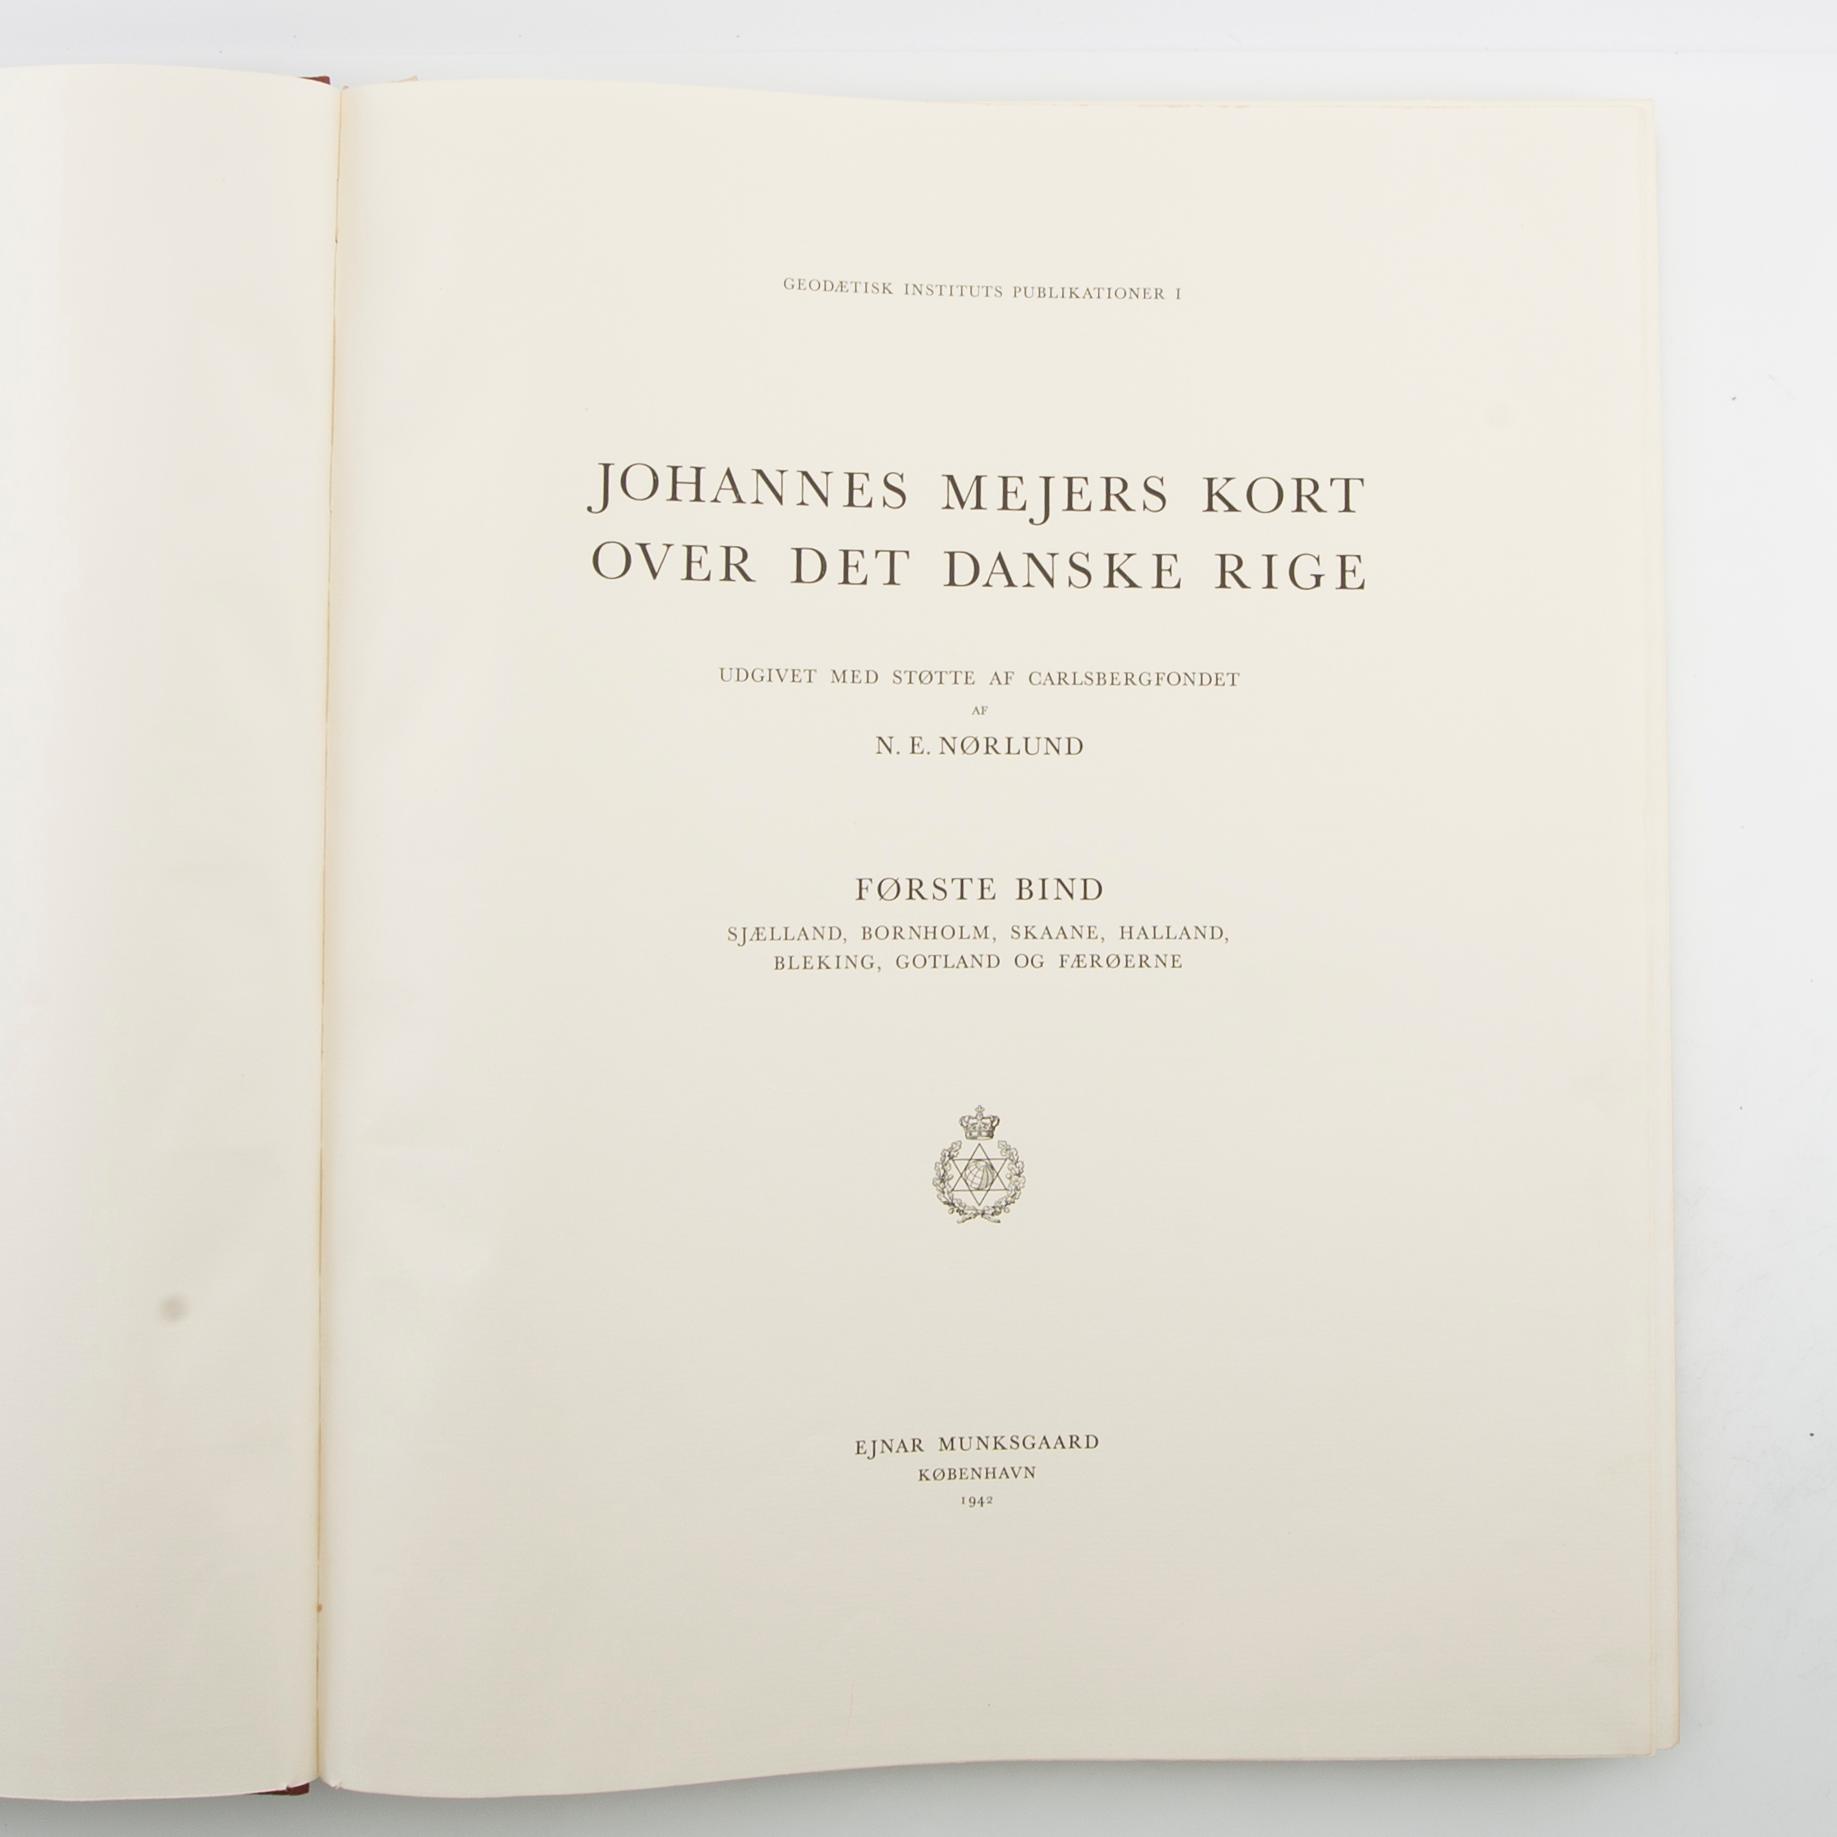 GEODÆTISK INSTITUTS PUBLIKATIONER I
JOHANNES MEJERS KORT
OVER DET DANSKE RIGE
UDGIVET MED STØTTE AF CARLSBERGFONDET
AF
N. E. NØRLUND
FØRSTE BIND
SJÆLLAND, BORNHOLM, SKAANE, HALLAND,
BLEKING, GOTLAND OG FÆRØERNE
EJNAR MUNKSGAARD
KØBENHAVN
1942